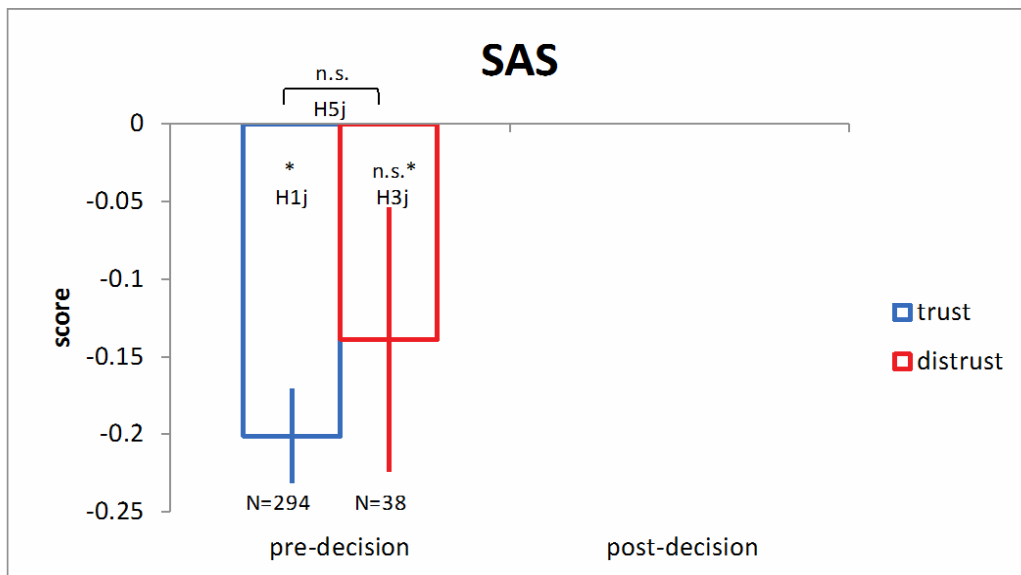 SAS
n.s.
H5j
0
-0.05
-0.1
-0.15
-0.2
-0.25
score
*
H1j
n.s.*
H3j
N=294
N=38
pre-decision
post-decision
trust
distrust